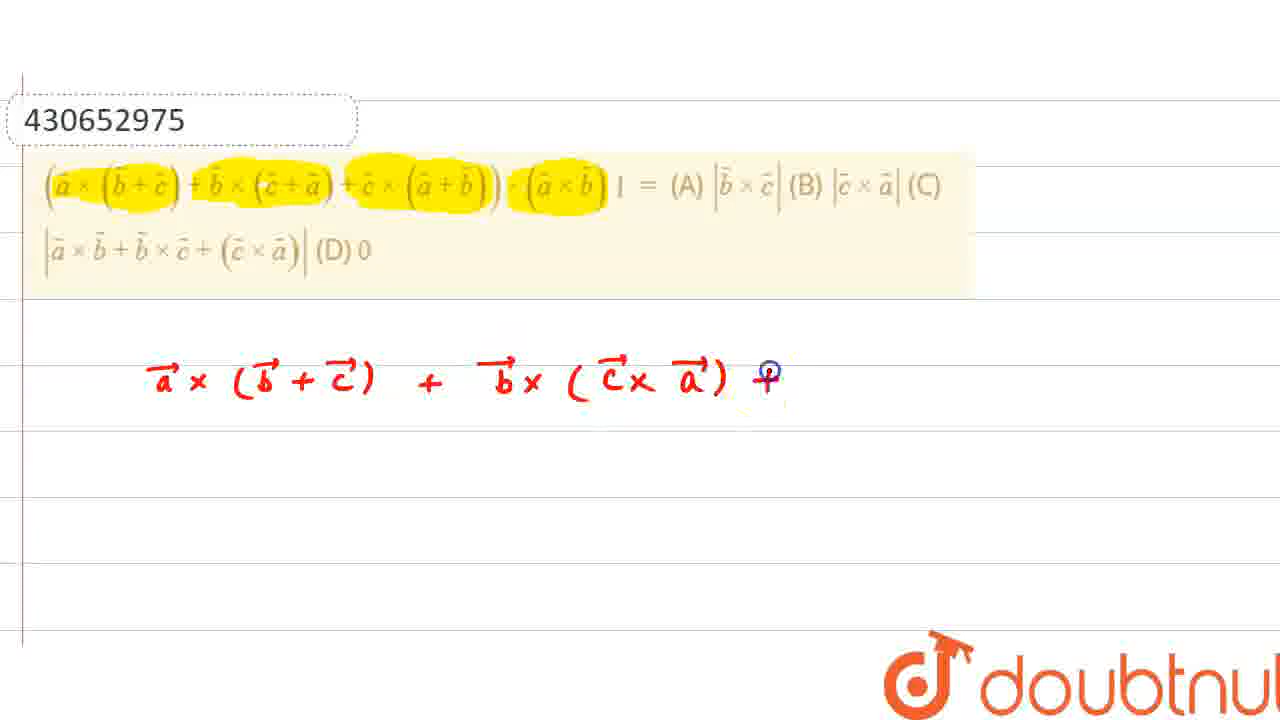 430652975
(a̅ × (b̅ + c̅) + b̅ × (c̅ + a̅) + c̅ × (a̅ + b̅)) · (a̅ × b̅) | = (A) |b̅ × c̅| (B) |c̅ × a̅| (C)
|a̅ × b̅ + b̅ × c̅ + (c̅ × a̅)| (D) 0
a⃗ × (b⃗ + c⃗) + b⃗ × (c⃗ × a⃗) +
doubtnut